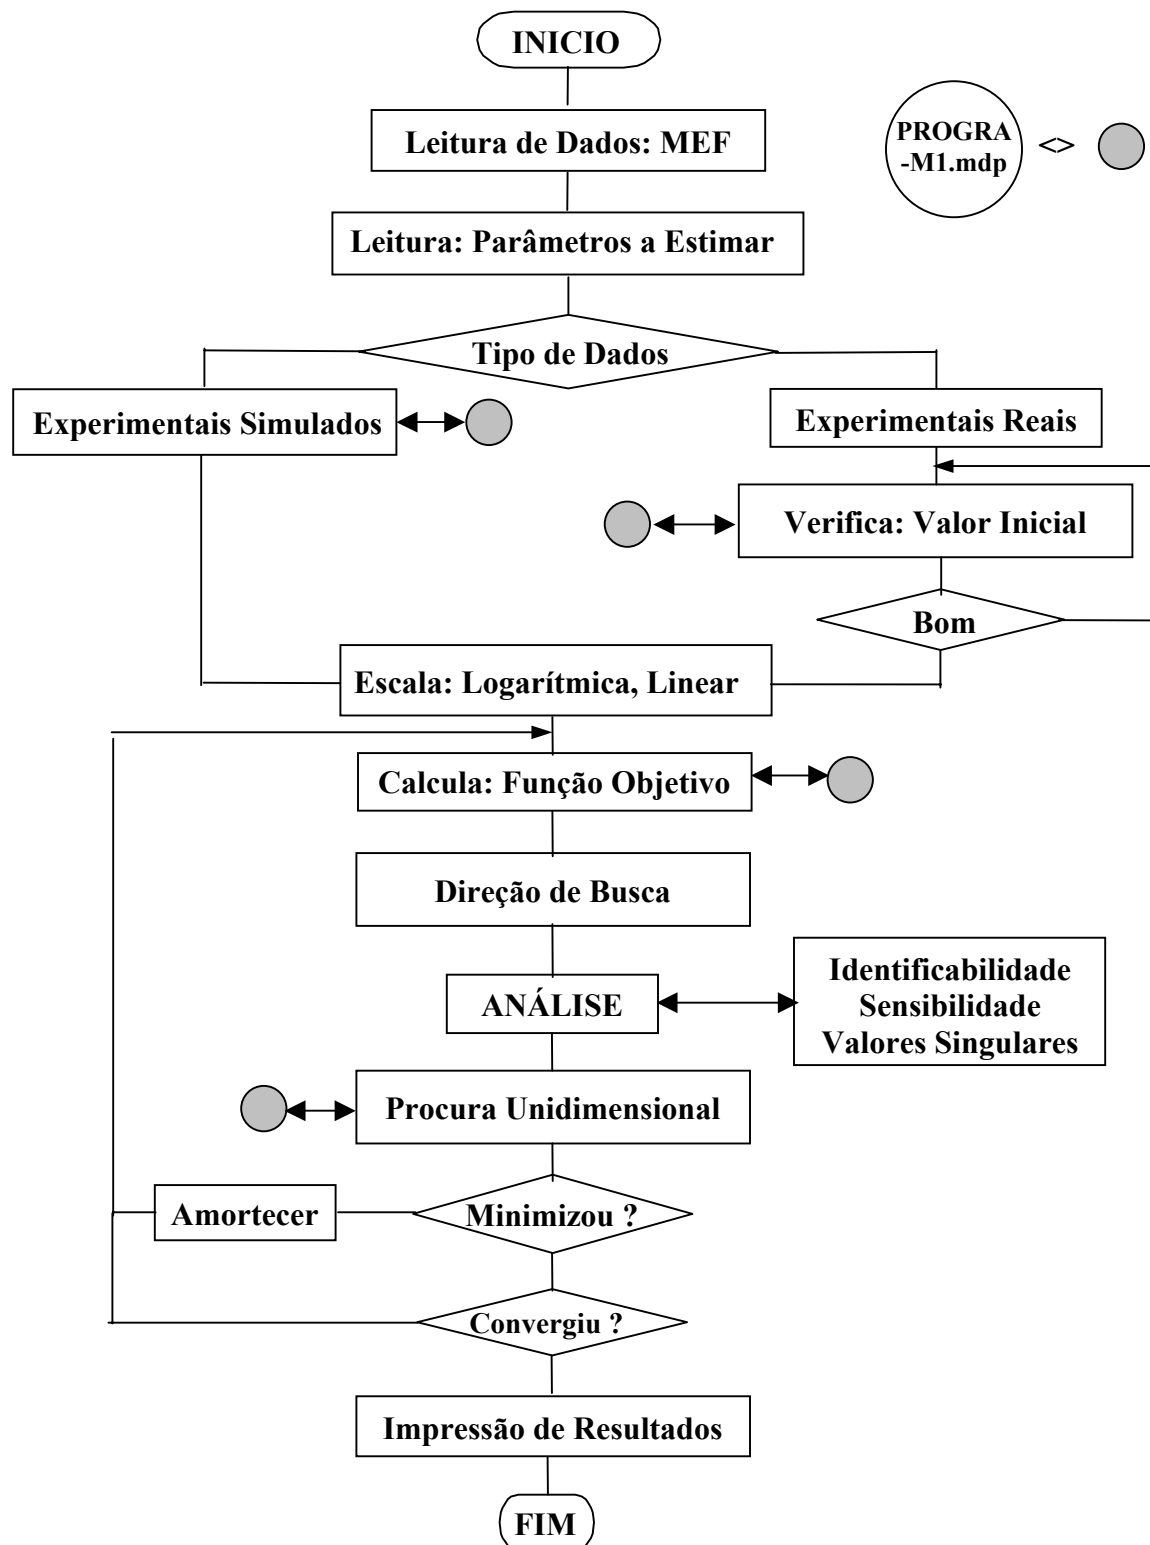 INICIO
Leitura de Dados: MEF
PROGRA
-M1.mdp
<>
Leitura: Parâmetros a Estimar
Tipo de Dados
Experimentais Simulados
Experimentais Reais
Verifica: Valor Inicial
Bom
Escala: Logarítmica, Linear
Calcula: Função Objetivo
Direção de Busca
ANÁLISE
Identificabilidade
Sensibilidade
Valores Singulares
Procura Unidimensional
Amortecer
Minimizou ?
Convergiu ?
Impressão de Resultados
FIM